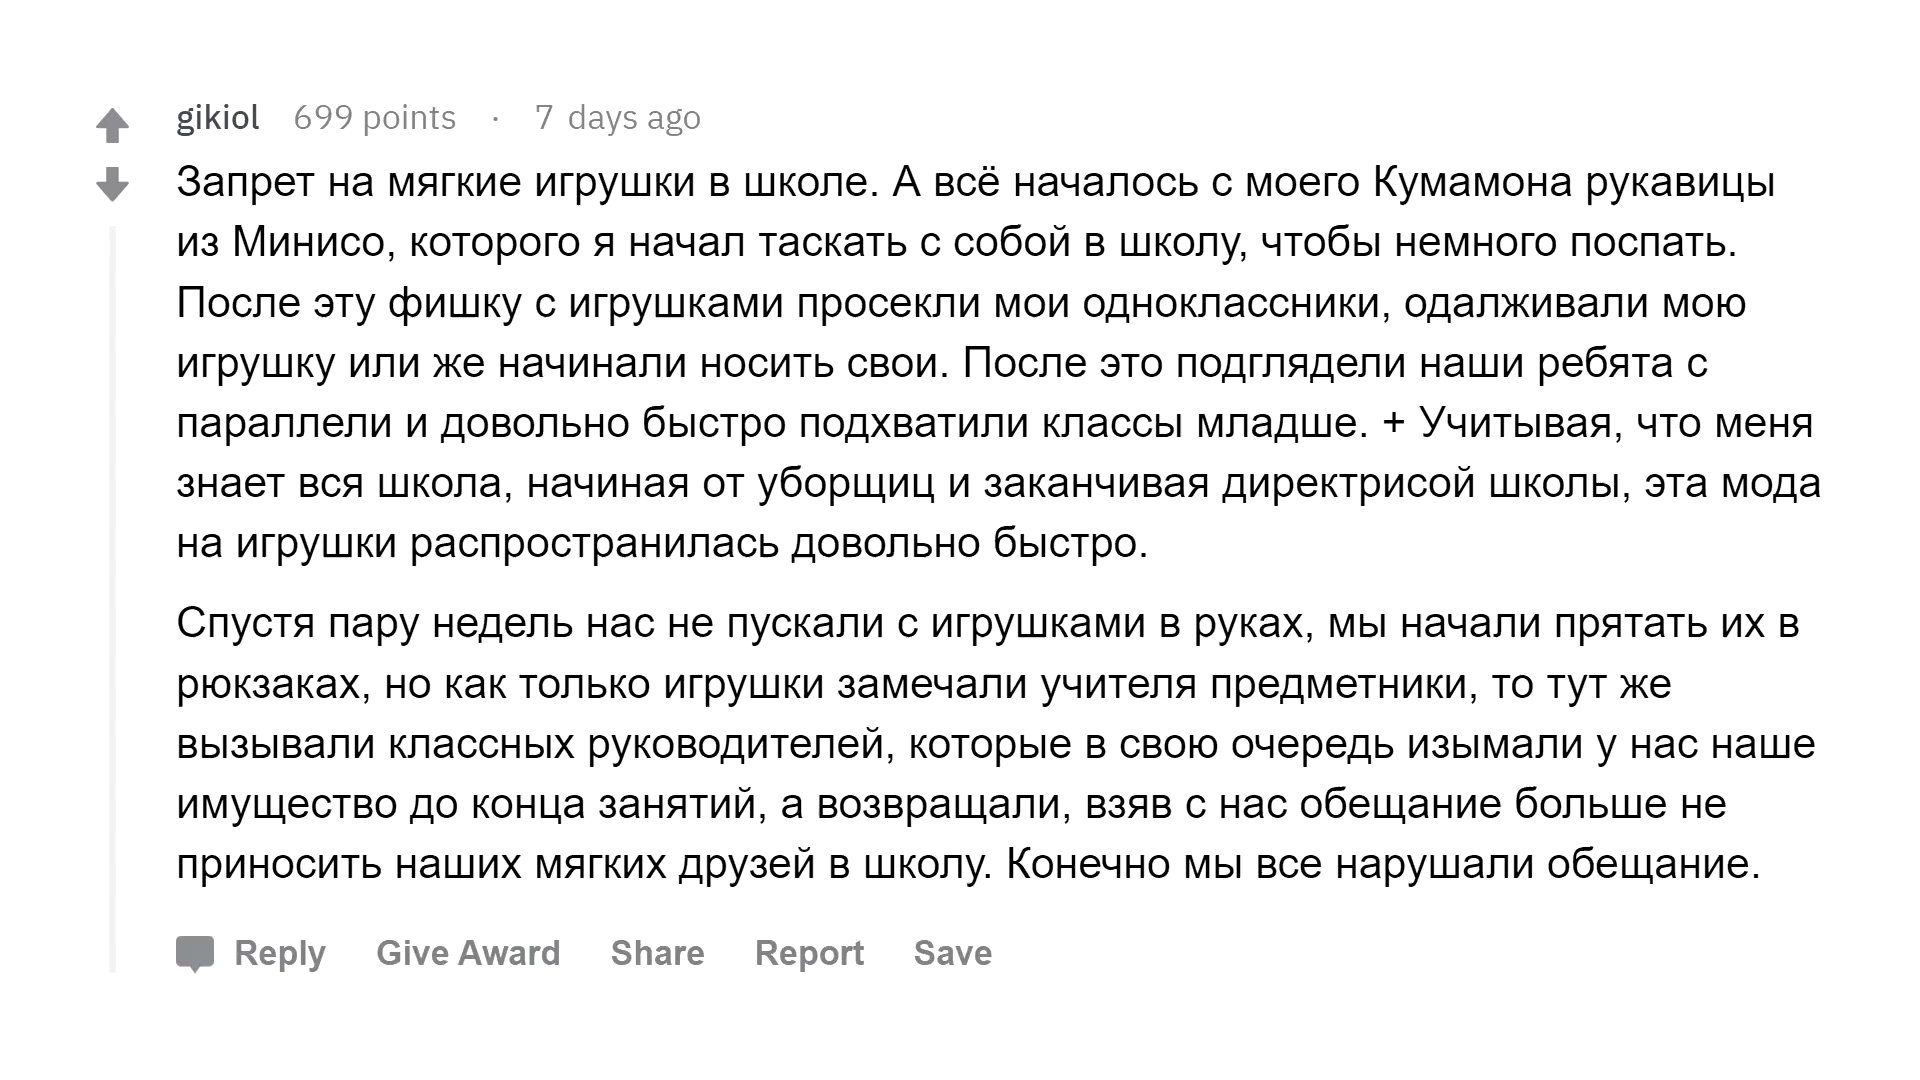 gikiol 699 points · 7 days ago
Запрет на мягкие игрушки в школе. А всё началось с моего Кумамона рукавицы
из Минисо, которого я начал таскать с собой в школу, чтобы немного поспать.
После эту фишку с игрушками просекли мои одноклассники, одалживали мою
игрушку или же начинали носить свои. После это подглядели наши ребята с
параллели и довольно быстро подхватили классы младше. + Учитывая, что меня
знает вся школа, начиная от уборщиц и заканчивая директрисой школы, эта мода
на игрушки распространилась довольно быстро.
Спустя пару недель нас не пускали с игрушками в руках, мы начали прятать их в
рюкзаках, но как только игрушки замечали учителя предметники, то тут же
вызывали классных руководителей, которые в свою очередь изымали у нас наше
имущество до конца занятий, а возвращали, взяв с нас обещание больше не
приносить наших мягких друзей в школу. Конечно мы все нарушали обещание.
Reply Give Award Share Report Save